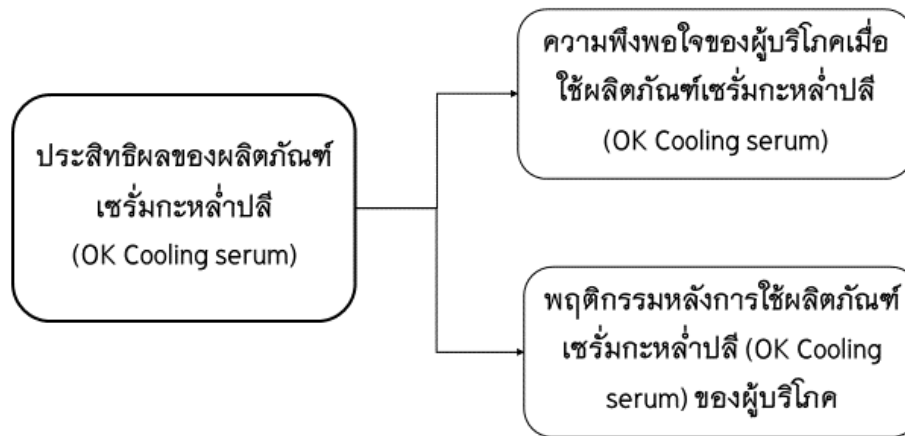 ประสิทธิผลของผลิตภัณฑ์
เซรั่มกะหล่ำปลี
(OK Cooling serum)
ความพึงพอใจของผู้บริโภคเมื่อ
ใช้ผลิตภัณฑ์เซรั่มกะหล่ำปลี
(OK Cooling serum)
พฤติกรรมหลังการใช้ผลิตภัณฑ์
เซรั่มกะหล่ำปลี (OK Cooling
serum) ของผู้บริโภค